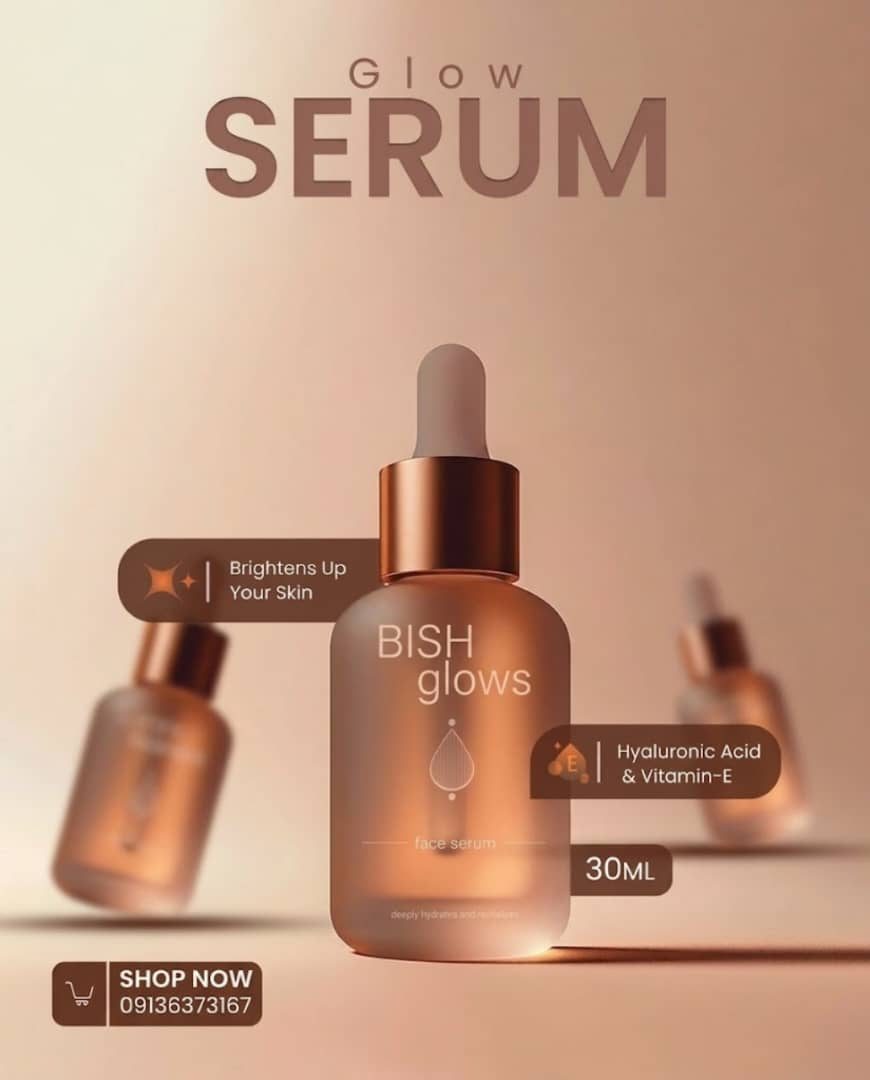 Glow
SERUM
Brightens Up
Your Skin
BISH
glows
Hyaluronic Acid
& Vitamin-E
E
face serum
30ML
deeply hydrates and revitalizes
SHOP NOW
09136373167